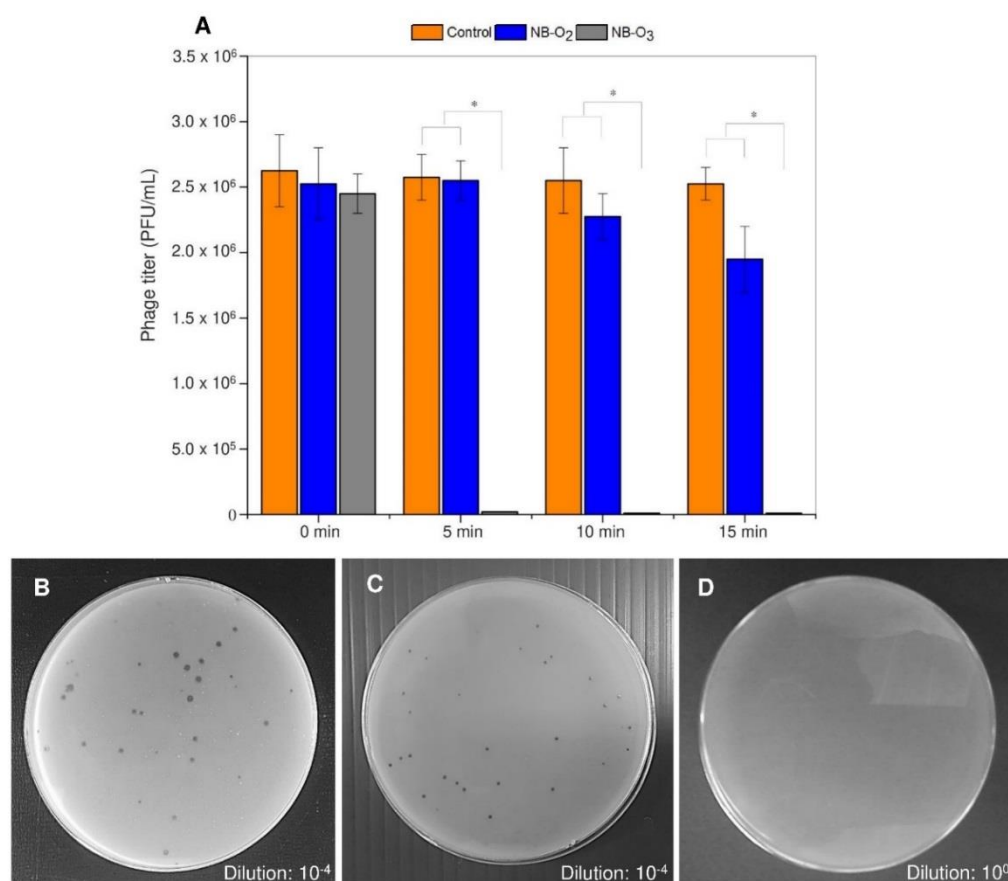 A
Control NB-O₂ NB-O₃
Phage titer (PFU/mL)
3.5 x 10⁶
3.0 x 10⁶
2.5 x 10⁶
2.0 x 10⁶
1.5 x 10⁶
1.0 x 10⁶
5.0 x 10⁵
0
* * *
0 min 5 min 10 min 15 min
B
Dilution: 10⁻⁴
C
Dilution: 10⁻⁴
D
Dilution: 10⁰